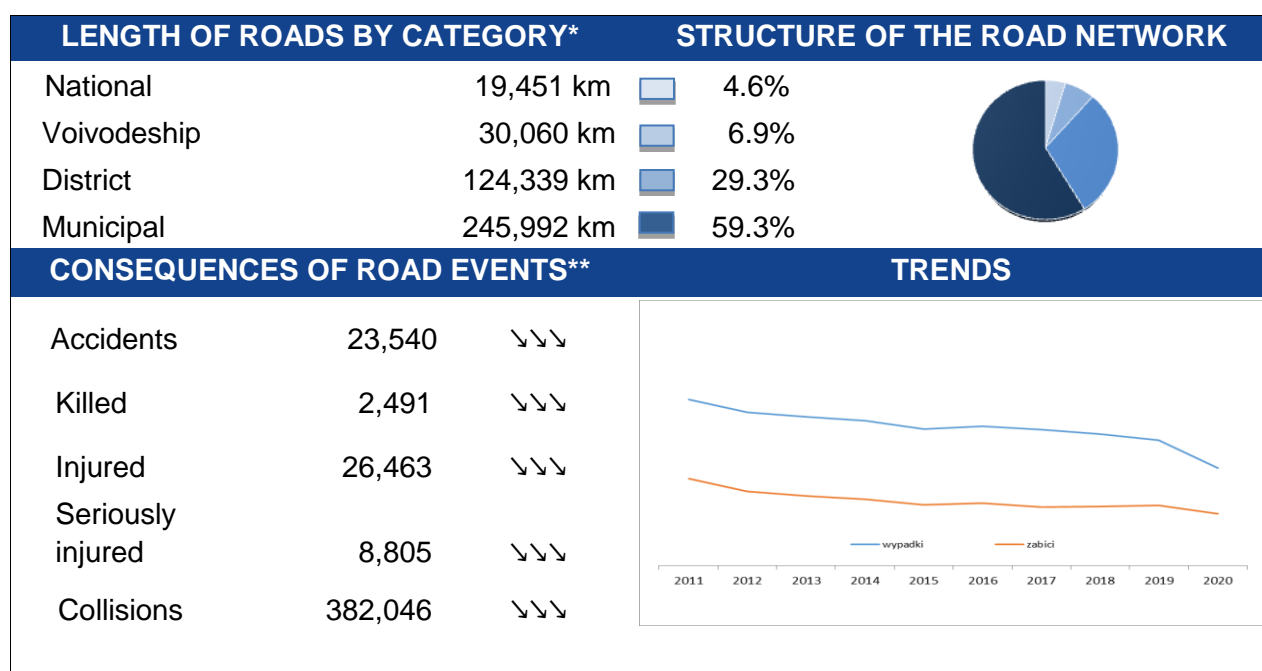 LENGTH OF ROADS BY CATEGORY* STRUCTURE OF THE ROAD NETWORK
National 19,451 km 4.6%
Voivodeship 30,060 km 6.9%
District 124,339 km 29.3%
Municipal 245,992 km 59.3%
CONSEQUENCES OF ROAD EVENTS** TRENDS
Accidents 23,540 ↘↘↘
Killed 2,491 ↘↘↘
Injured 26,463 ↘↘↘
Seriously
injured 8,805 ↘↘↘
Collisions 382,046 ↘↘↘
wypadki zabici
2011 2012 2013 2014 2015 2016 2017 2018 2019 2020